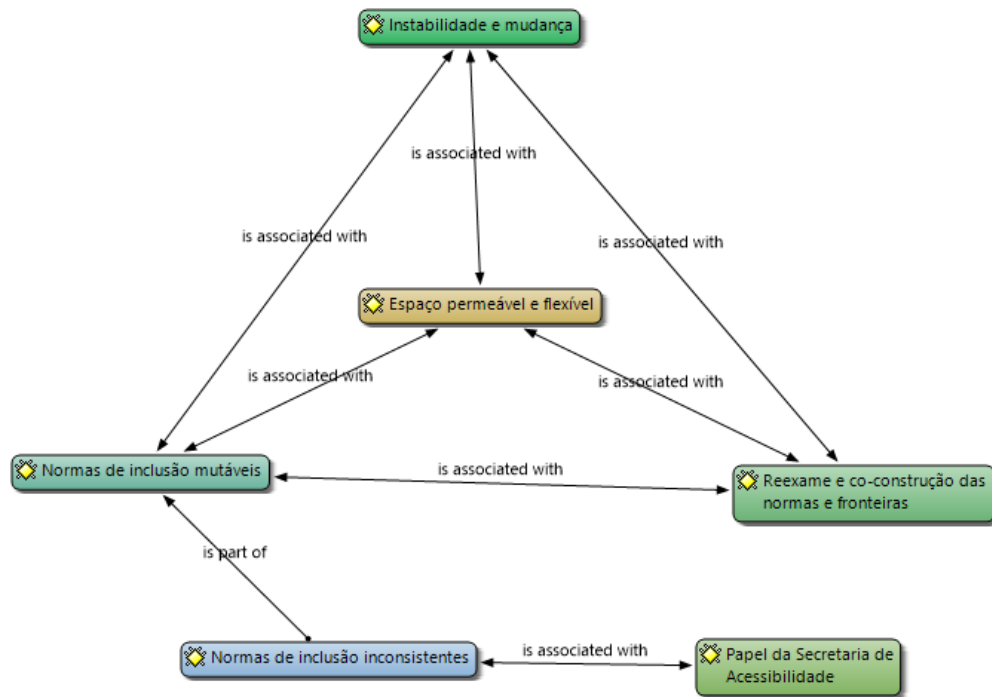 Instabilidade e mudança
is associated with
is associated with
is associated with
Espaço permeável e flexível
is associated with
is associated with
Normas de inclusão mutáveis
is associated with
Reexame e co-construção das
normas e fronteiras
is part of
Normas de inclusão inconsistentes
is associated with
Papel da Secretaria de
Acessibilidade